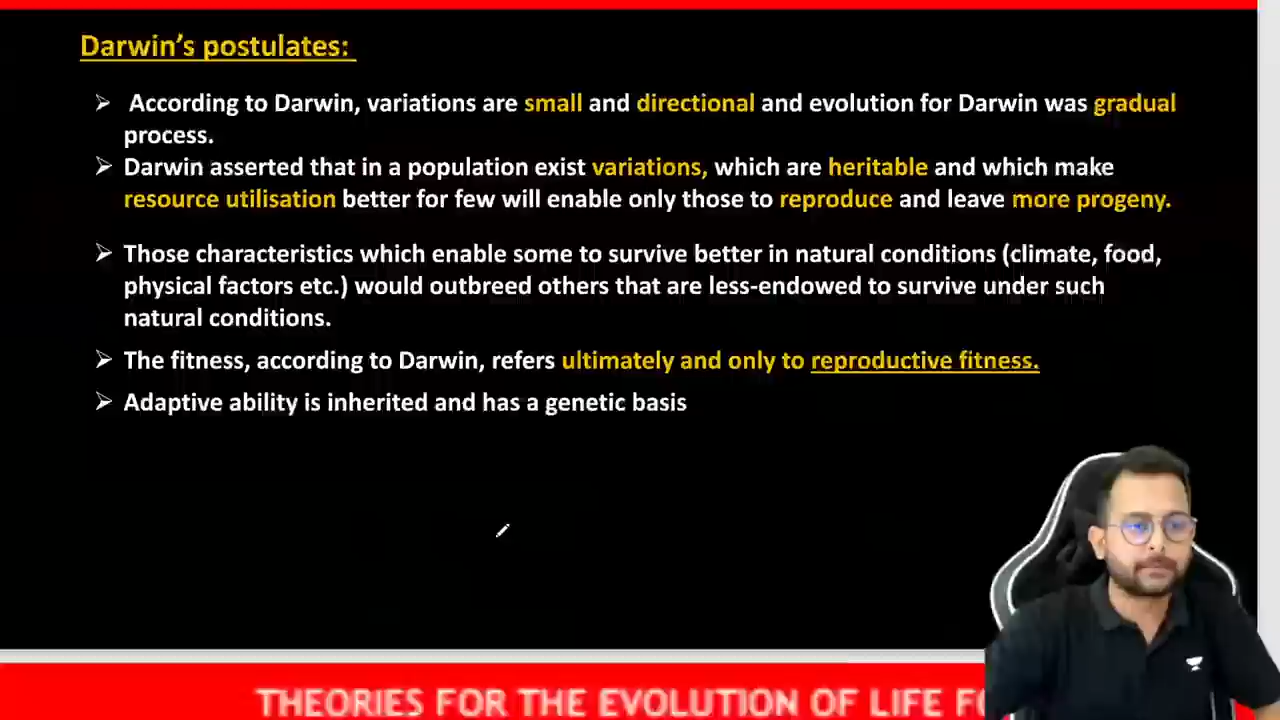 Darwin's postulates:
➢ According to Darwin, variations are small and directional and evolution for Darwin was gradual
process.
➢ Darwin asserted that in a population exist variations, which are heritable and which make
resource utilisation better for few will enable only those to reproduce and leave more progeny.
➢ Those characteristics which enable some to survive better in natural conditions (climate, food,
physical factors etc.) would outbreed others that are less-endowed to survive under such
natural conditions.
➢ The fitness, according to Darwin, refers ultimately and only to reproductive fitness.
➢ Adaptive ability is inherited and has a genetic basis
THEORIES FOR THE EVOLUTION OF LIFE